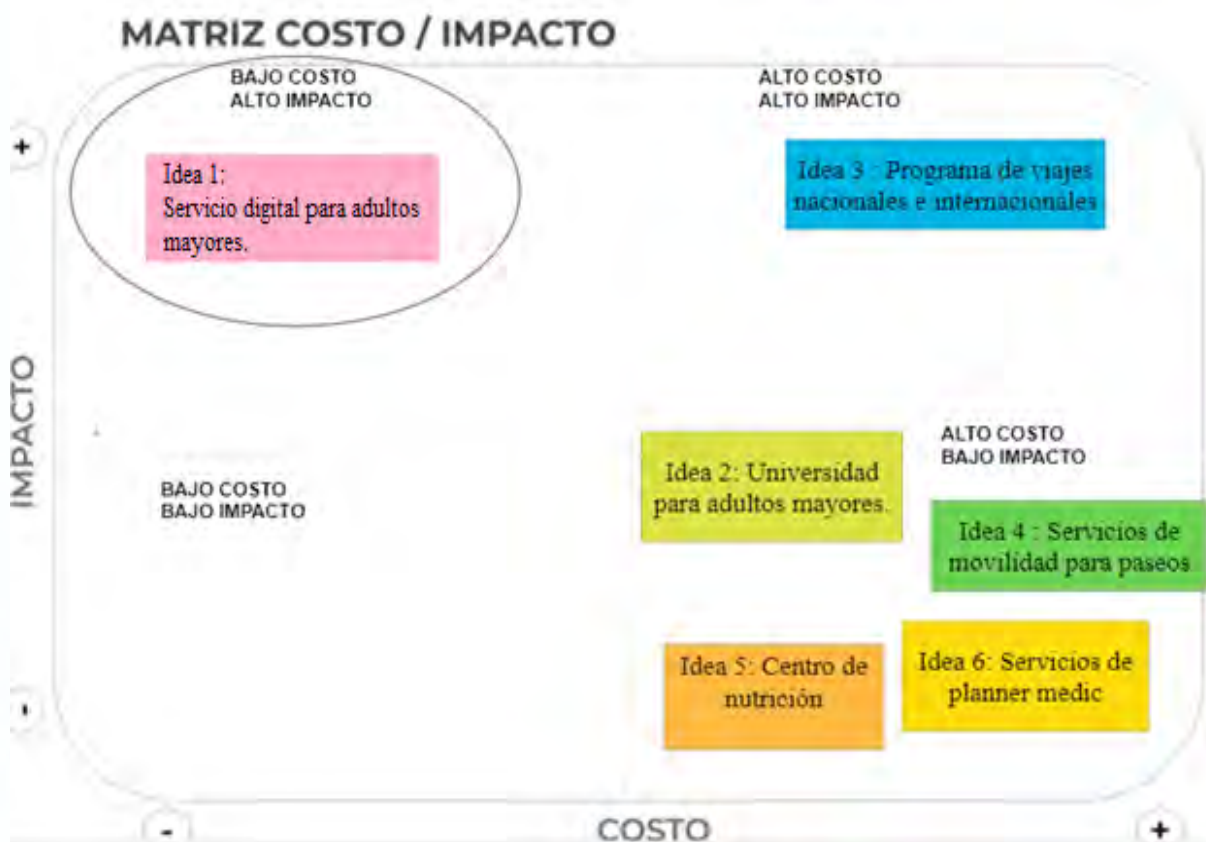 MATRIZ COSTO / IMPACTO
BAJO COSTO
ALTO IMPACTO
ALTO COSTO
ALTO IMPACTO
+
Idea 1:
Servicio digital para adultos
mayores.
Idea 3 : Programa de viajes
nacionales e internacionales
IMPACTO
ALTO COSTO
BAJO IMPACTO
Idea 2: Universidad
para adultos mayores.
BAJO COSTO
BAJO IMPACTO
Idea 4 : Servicios de
movilidad para paseos
Idea 5: Centro de
nutrición
Idea 6: Servicios de
planner medic
-
-
COSTO
+